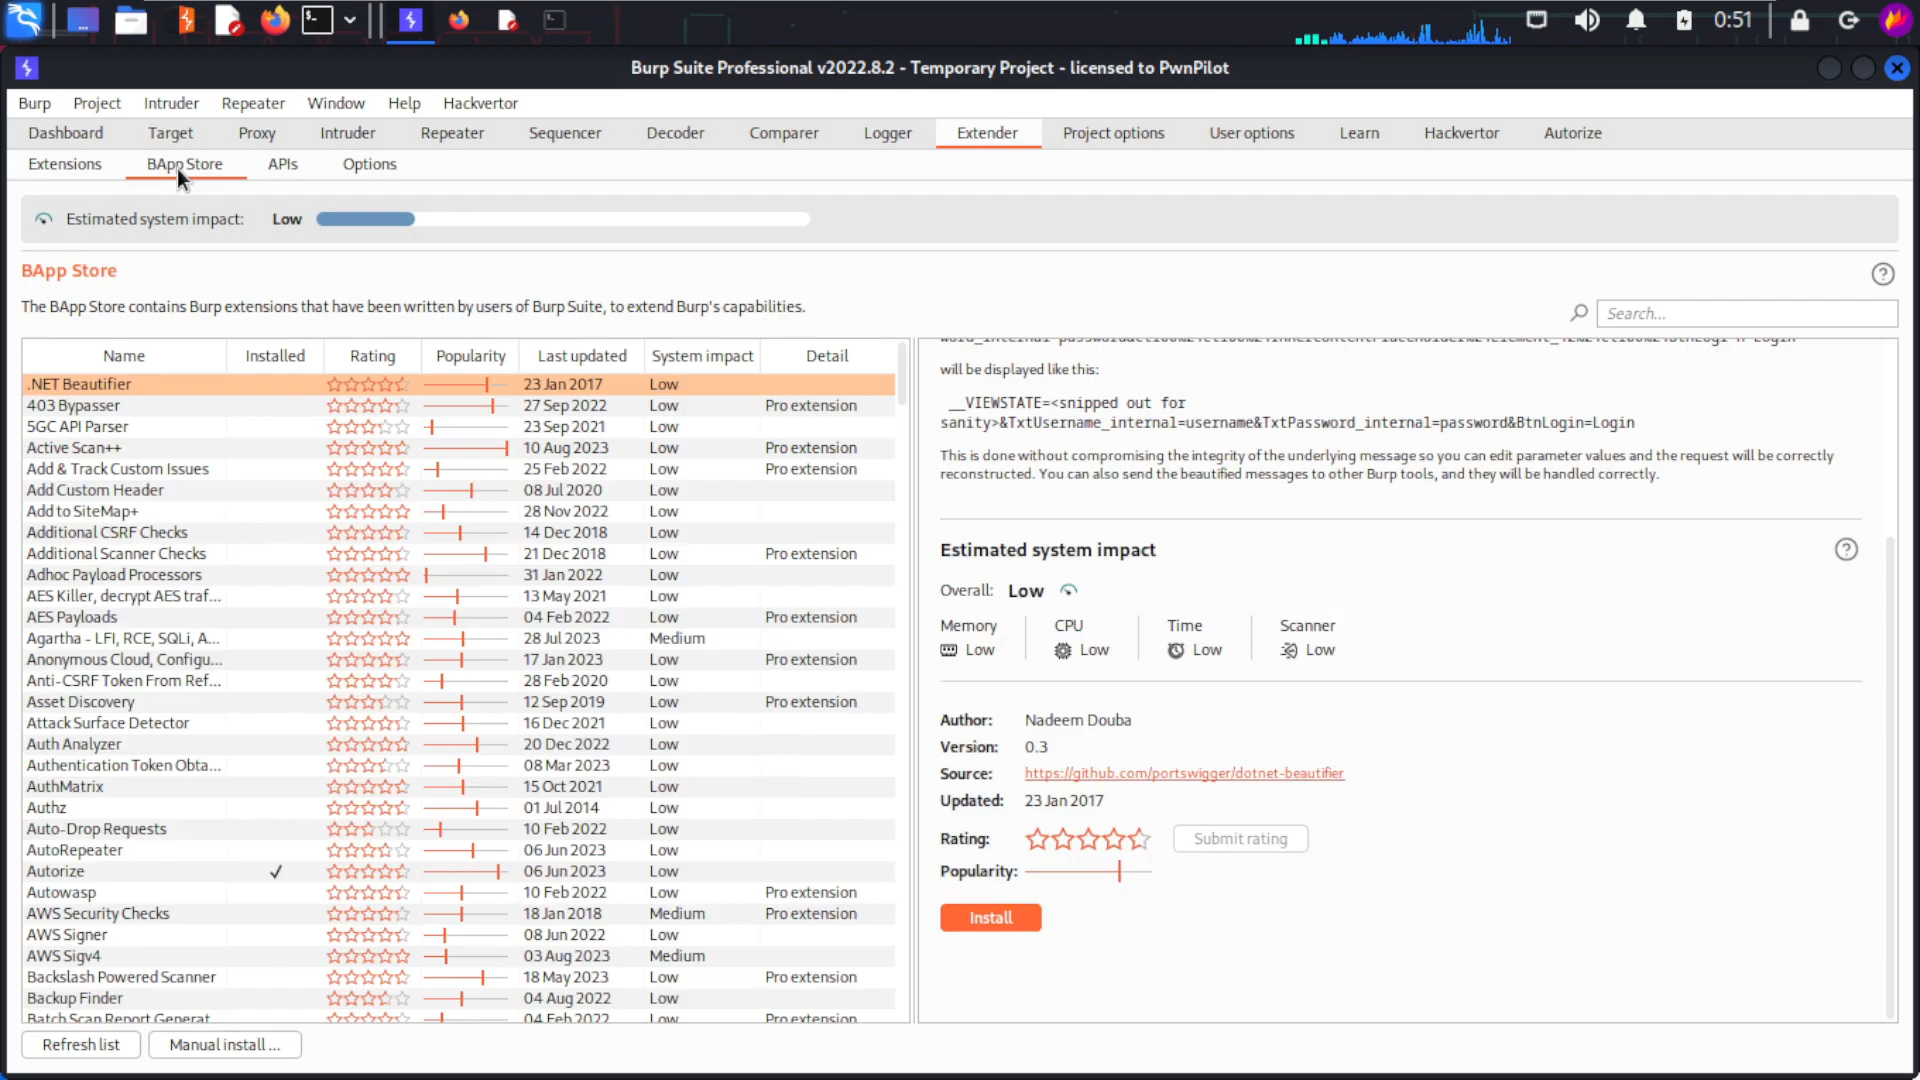 0:51
Burp Suite Professional v2022.8.2 - Temporary Project - licensed to PwnPilot
Burp Project Intruder Repeater Window Help Hackvertor
Dashboard Target Proxy Intruder Repeater Sequencer Decoder Comparer Logger Extender Project options User options Learn Hackvertor Autorize
Extensions BApp Store APIs Options
Estimated system impact: Low
BApp Store
The BApp Store contains Burp extensions that have been written by users of Burp Suite, to extend Burp's capabilities.
Search...
Name Installed Rating Popularity Last updated System impact Detail
.NET Beautifier 23 Jan 2017 Low
403 Bypasser 27 Sep 2022 Low Pro extension
5GC API Parser 23 Sep 2021 Low
Active Scan++ 10 Aug 2023 Low Pro extension
Add & Track Custom Issues 25 Feb 2022 Low Pro extension
Add Custom Header 08 Jul 2020 Low
Add to SiteMap+ 28 Nov 2022 Low
Additional CSRF Checks 14 Dec 2018 Low
Additional Scanner Checks 21 Dec 2018 Low Pro extension
Adhoc Payload Processors 31 Jan 2022 Low
AES Killer, decrypt AES traf... 13 May 2021 Low
AES Payloads 04 Feb 2022 Low Pro extension
Agartha - LFI, RCE, SQLi, A... 28 Jul 2023 Medium
Anonymous Cloud, Configu... 17 Jan 2023 Low Pro extension
Anti-CSRF Token From Ref... 28 Feb 2020 Low
Asset Discovery 12 Sep 2019 Low Pro extension
Attack Surface Detector 16 Dec 2021 Low
Auth Analyzer 20 Dec 2022 Low
Authentication Token Obta... 08 Mar 2023 Low
AuthMatrix 15 Oct 2021 Low
Authz 01 Jul 2014 Low
Auto-Drop Requests 10 Feb 2022 Low
AutoRepeater 06 Jun 2023 Low
Autorize ✓ 06 Jun 2023 Low
Autowasp 10 Feb 2022 Low Pro extension
AWS Security Checks 18 Jan 2018 Medium Pro extension
AWS Signer 08 Jun 2022 Low
AWS Sigv4 03 Aug 2023 Medium
Backslash Powered Scanner 18 May 2023 Low Pro extension
Backup Finder 04 Aug 2022 Low
Batch Scan Report Generat 04 Feb 2022 Low Pro extension
will be displayed like this:
__VIEWSTATE=<snipped out for
sanity>&TxtUsername_internal=username&TxtPassword_internal=password&BtnLogin=Login
This is done without compromising the integrity of the underlying message so you can edit parameter values and the request will be correctly
reconstructed. You can also send the beautified messages to other Burp tools, and they will be handled correctly.
Estimated system impact
Overall: Low
Memory CPU Time Scanner
Low Low Low Low
Author: Nadeem Douba
Version: 0.3
Source: https://github.com/portswigger/dotnet-beautifier
Updated: 23 Jan 2017
Rating: Submit rating
Popularity:
Install
Refresh list Manual install ...